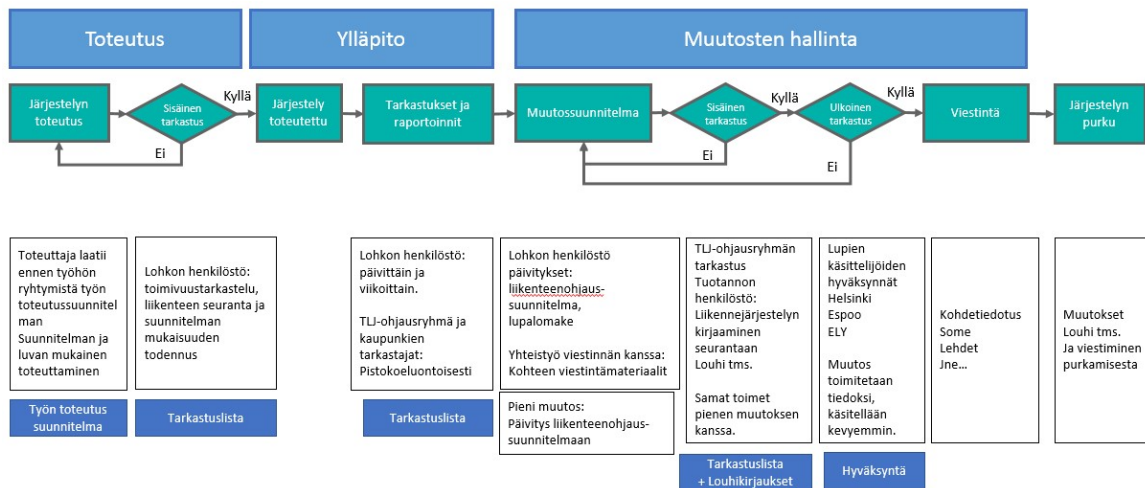 Toteutus
Ylläpito
Muutosten hallinta
Järjestelyn
toteutus
Sisäinen
tarkastus
Kyllä
Ei
Järjestely
toteutettu
Tarkastukset ja
raportoinnit
Muutossuunnitelma
Sisäinen
tarkastus
Kyllä
Ei
Ulkoinen
tarkastus
Kyllä
Ei
Viestintä
Järjestelyn
purku
Toteuttaja laatii
ennen työhön
ryhtymistä työn
toteutussuunnitel
man
Suunnitelman ja
luvan mukainen
toteuttaminen
Työn toteutus
suunnitelma
Lohkon henkilöstö:
toimivuustarkastelu,
liikenteen seuranta ja
suunnitelman
mukaisuuden
todennus
Tarkastuslista
Lohkon henkilöstö:
päivittäin ja
viikoittain.
TLJ-ohjausryhmä ja
kaupunkien
tarkastajat:
Pistokoeluontoisesti
Tarkastuslista
Lohkon henkilöstö
päivitykset:
liikenteenohjaus-
suunnitelma,
lupalomake
Yhteistyö viestinnän kanssa:
Kohteen viestintämateriaalit
Pieni muutos:
Päivitys liikenteenohjaus-
suunnitelmaan
TLJ-ohjausryhmän
tarkastus
Tuotannon
henkilöstö:
Liikennejärjestelyn
kirjaaminen
seurantaan
Louhi tms.
Samat toimet
pienen muutoksen
kanssa.
Tarkastuslista
+ Louhikirjaukset
Lupien
käsittelijöiden
hyväksynnät
Helsinki
Espoo
ELY
Muutos
toimitetaan
tiedoksi,
käsitellään
kevyemmin.
Hyväksyntä
Kohdetiedotus
Some
Lehdet
Jne...
Muutokset
Louhi tms.
Ja viestiminen
purkamisesta